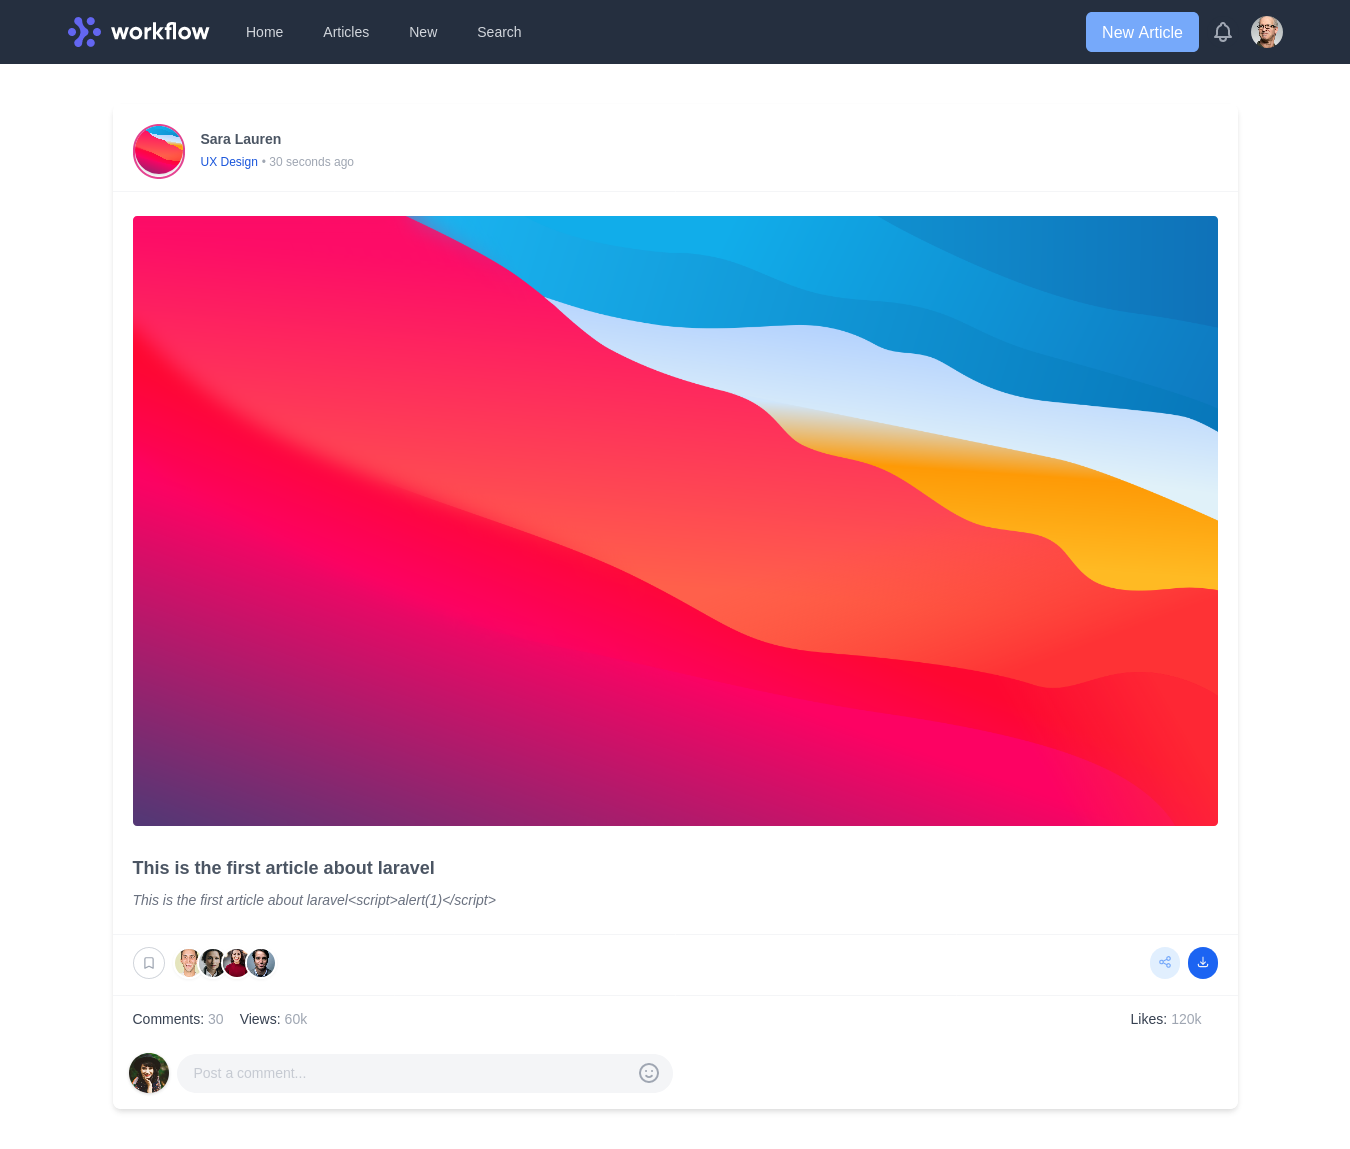 workflow Home Articles New Search New Article
Sara Lauren
UX Design • 30 seconds ago
This is the first article about laravel
This is the first article about laravel<script>alert(1)</script>
Comments: 30 Views: 60k Likes: 120k
Post a comment...